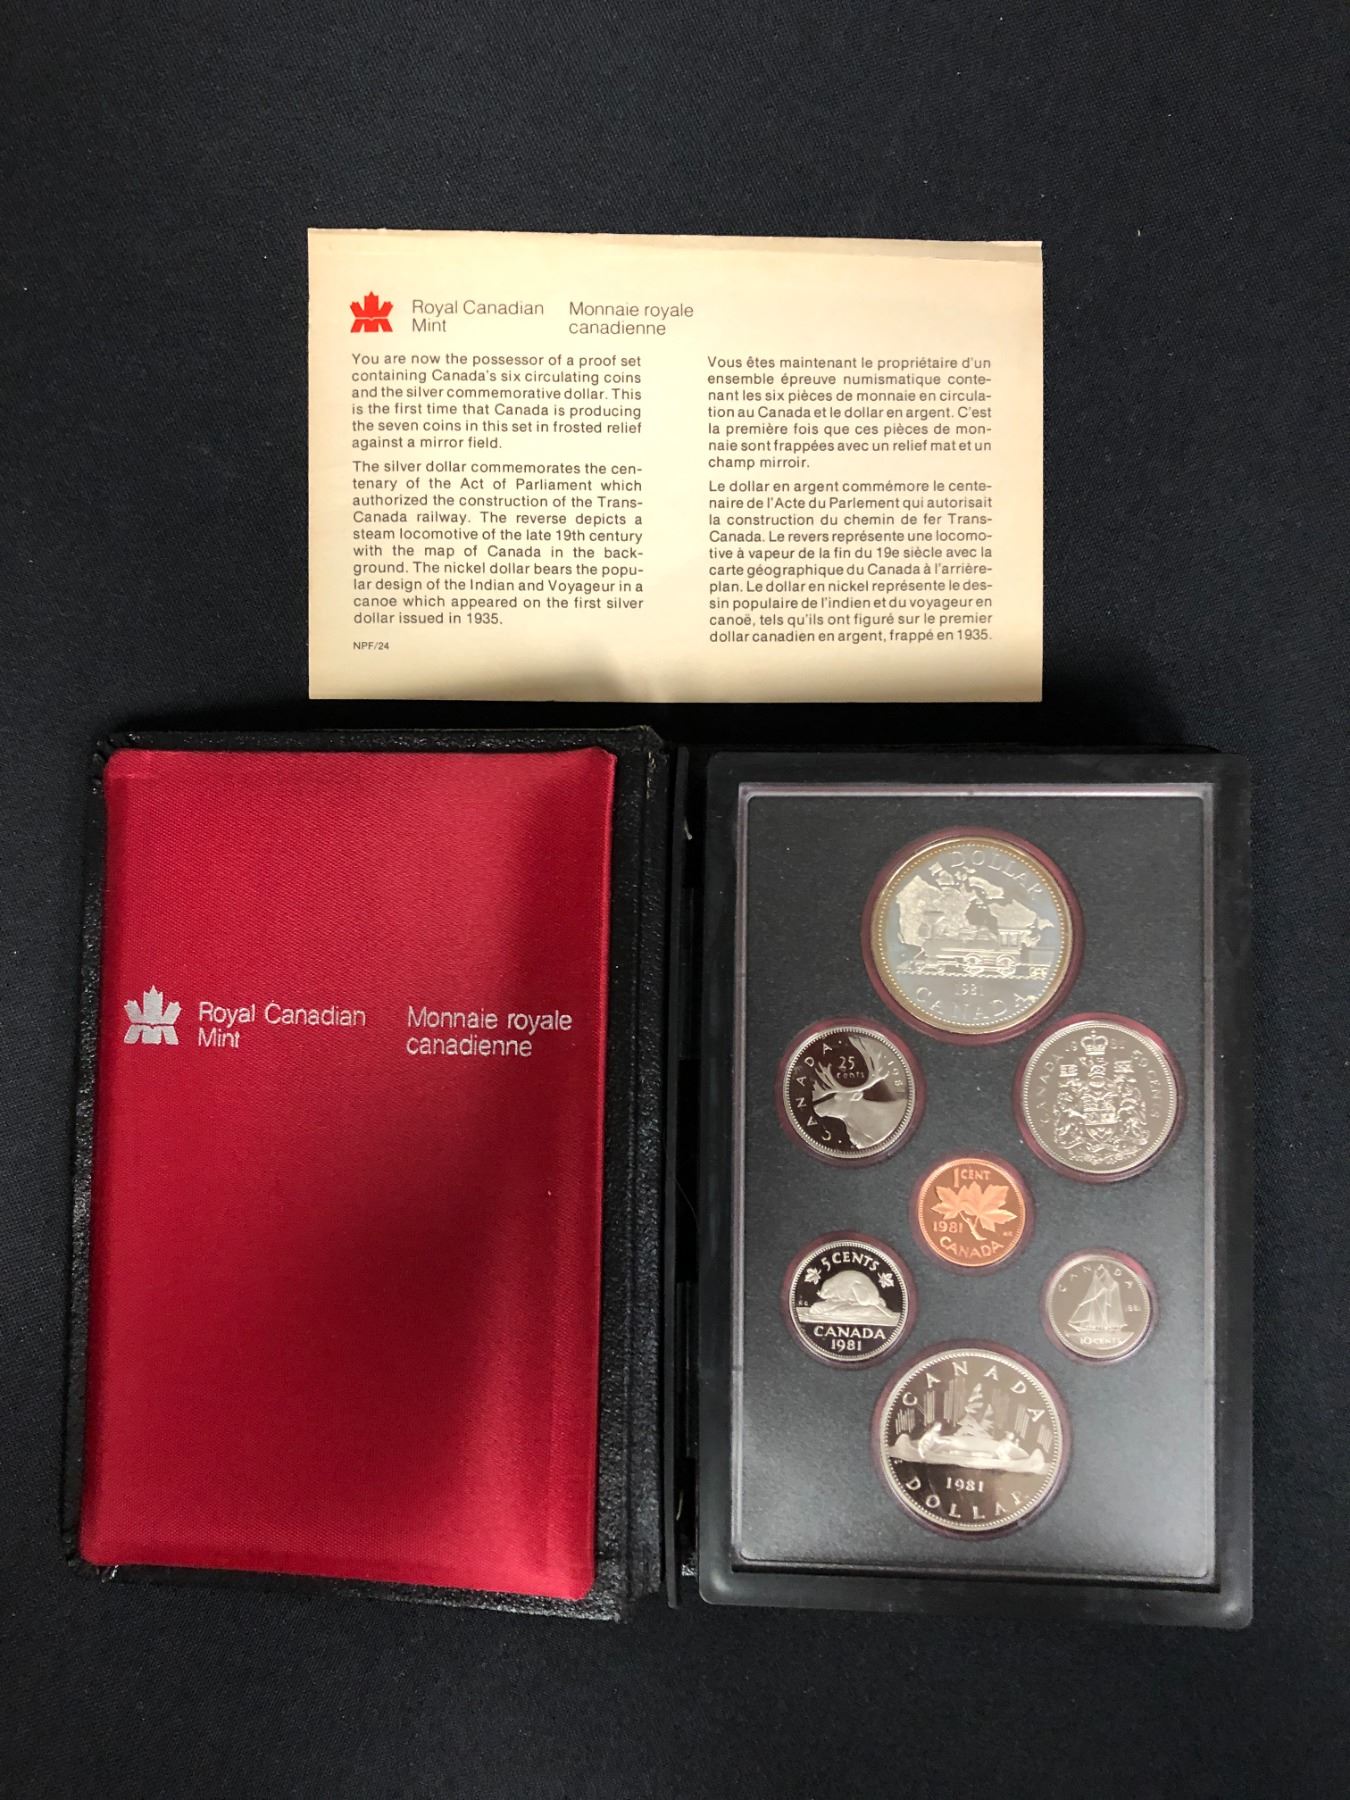 Royal Canadian
Mint
Monnaie royale
canadienne
You are now the possessor of a proof set
containing Canada's six circulating coins
and the silver commemorative dollar. This
is the first time that Canada is producing
the seven coins in this set in frosted relief
against a mirror field.
The silver dollar commemorates the cen-
tenary of the Act of Parliament which
authorized the construction of the Trans-
Canada railway. The reverse depicts a
steam locomotive of the late 19th century
with the map of Canada in the back-
ground. The nickel dollar bears the popu-
lar design of the Indian and Voyageur in a
canoe which appeared on the first silver
dollar issued in 1935.
NPF/24
Vous êtes maintenant le propriétaire d'un
ensemble épreuve numismatique conte-
nant les six pièces de monnaie en circula-
tion au Canada et le dollar en argent. C'est
la première fois que ces pièces de mon-
naie sont frappées avec un relief mat et un
champ mirroir.
Le dollar en argent commémore le cente-
naire de l'Acte du Parlement qui autorisait
la construction du chemin de fer Trans-
Canada. Le revers représente une locomo-
tive à vapeur de la fin du 19e siècle avec la
carte géographique du Canada à l'arrière-
plan. Le dollar en nickel représente le des-
sin populaire de l'indien et du voyageur en
canoë, tels qu'ils ont figuré sur le premier
dollar canadien en argent, frappé en 1935.
Royal Canadian
Mint
Monnaie royale
canadienne
DOLLAR
1981
CANADA
CANADA
25
cents
1981
CANADA 1981 50 CENTS
1 CENT
1981
CANADA
5 CENTS
CANADA
1981
CANADA
1981
10 CENTS
CANADA
1981
DOLLAR